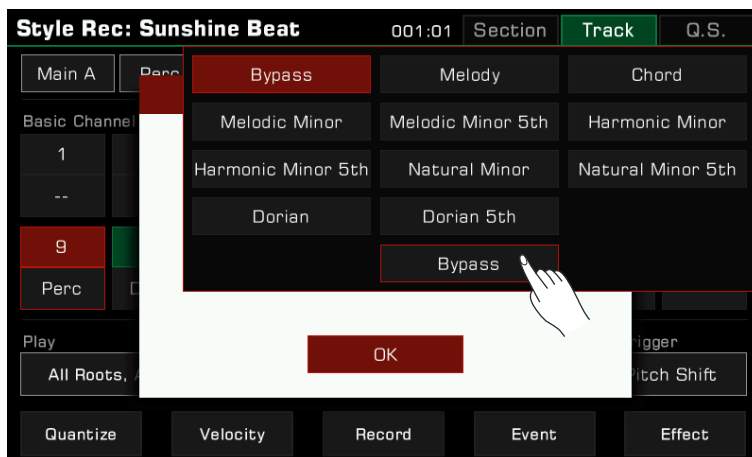 Style Rec: Sunshine Beat 001:01 Section Track Q.S.
Main A Perc Bypass Melody Chord
Basic Channel Melodic Minor Melodic Minor 5th Harmonic Minor
1 Harmonic Minor 5th Natural Minor Natural Minor 5th
--
Dorian Dorian 5th
9
Bypass
Perc
Play
OK
All Roots, Pitch Shift
Quantize Velocity Record Event Effect